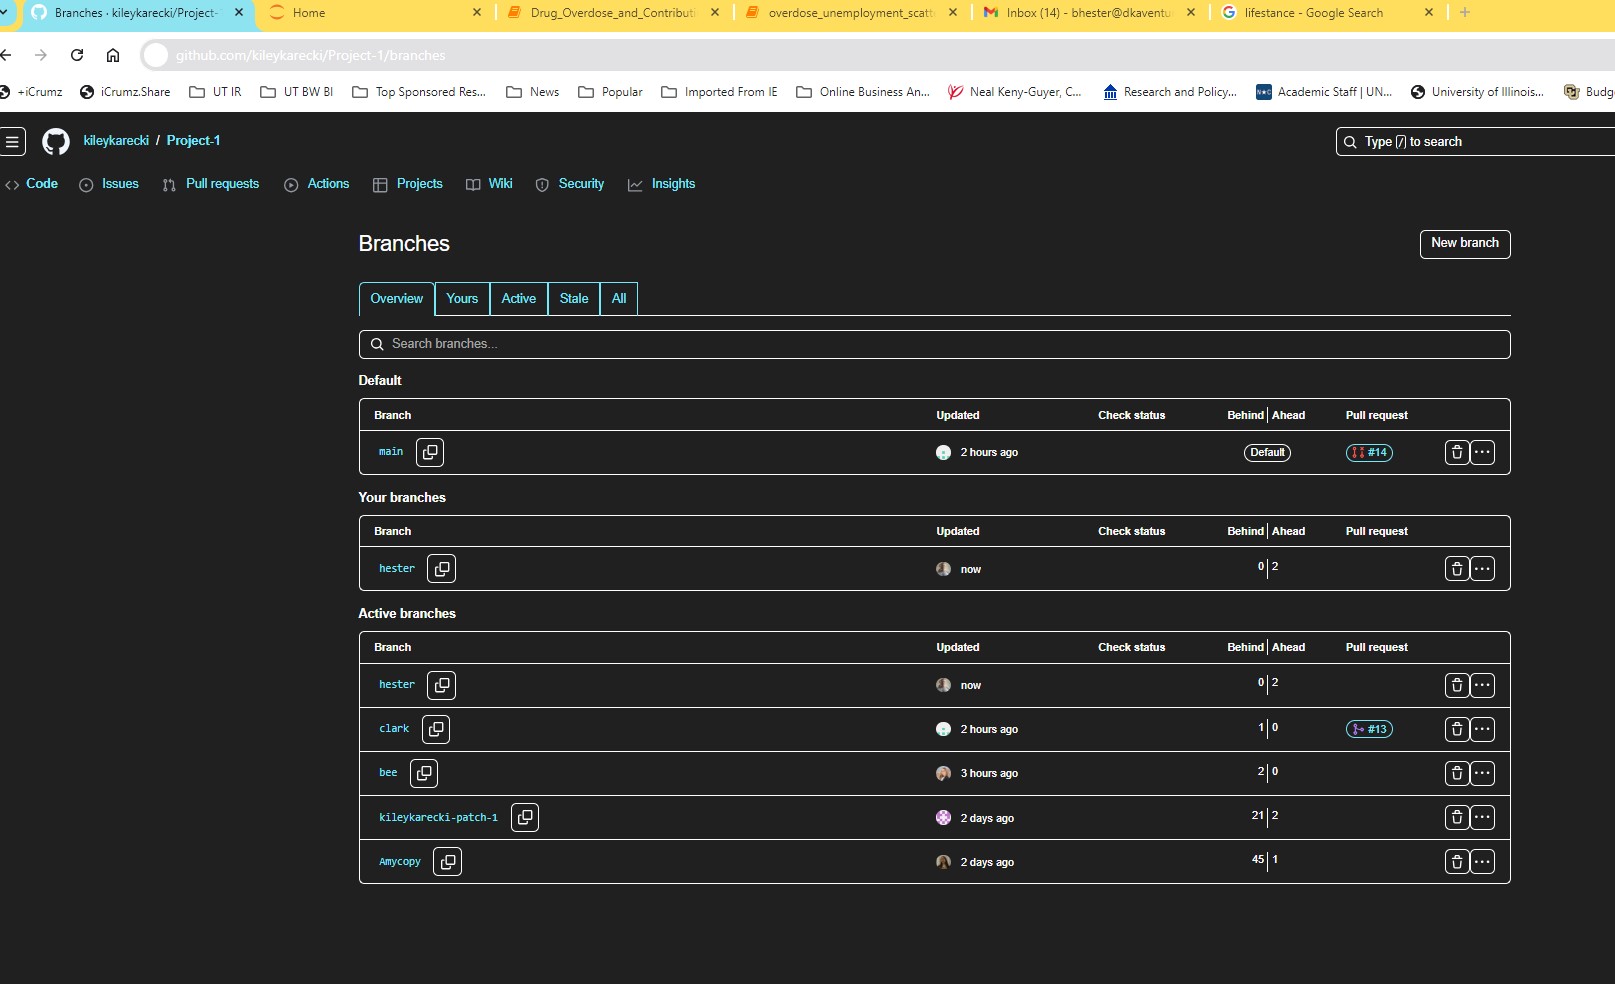 Branches · kileykarecki/Project-
Home
Drug_Overdose_and_Contributi
overdose_unemployment_scatt
Inbox (14) - bhester@dkaventu
lifestance - Google Search
github.com/kileykarecki/Project-1/branches
+iCrumz
iCrumz.Share
UT IR
UT BW BI
Top Sponsored Res...
News
Popular
Imported From IE
Online Business An...
Neal Keny-Guyer, C...
Research and Policy...
Academic Staff | UN...
University of Illinois...
Budg
kileykarecki / Project-1
Type / to search
Code
Issues
Pull requests
Actions
Projects
Wiki
Security
Insights
Branches
New branch
Overview
Yours
Active
Stale
All
Search branches...
Default
Branch Updated Check status Behind Ahead Pull request
main 2 hours ago Default #14
Your branches
Branch Updated Check status Behind Ahead Pull request
hester now 0 2
Active branches
Branch Updated Check status Behind Ahead Pull request
hester now 0 2
clark 2 hours ago 1 0 #13
bee 3 hours ago 2 0
kileykarecki-patch-1 2 days ago 21 2
Amycopy 2 days ago 45 1